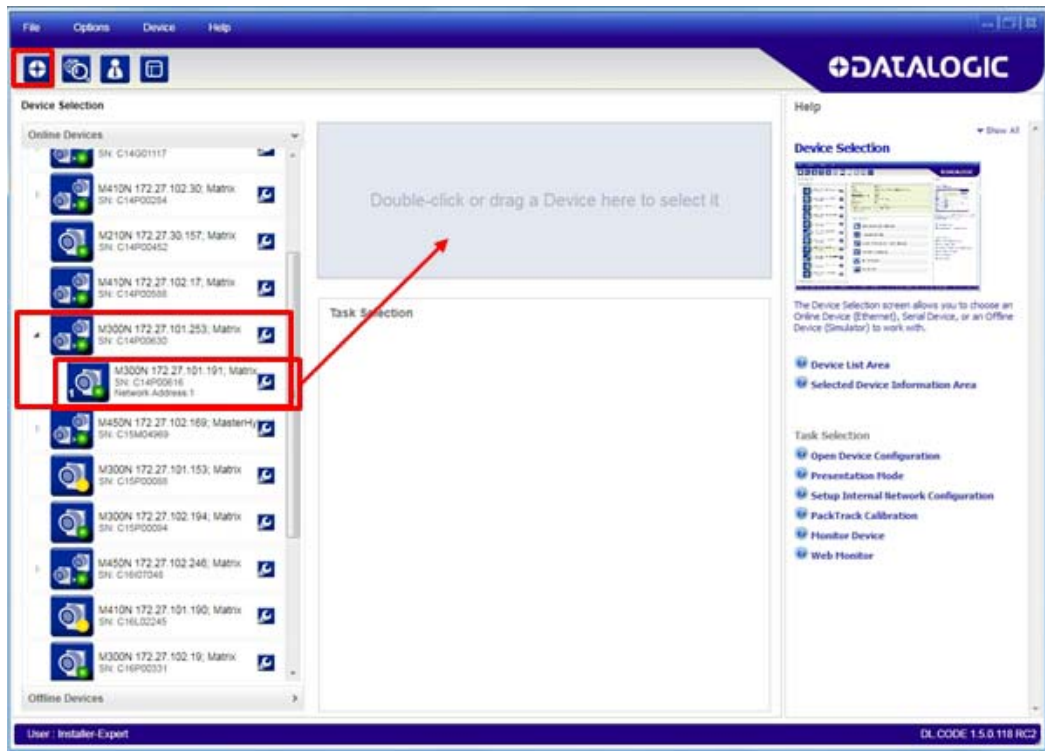 File Options Device Help
DATALOGIC
Device Selection
Online Devices
SN: C14G01117
M410N 172.27.102.30; Matrix
SN: C14P00254
M210N 172.27.30.157; Matrix
SN: C14P00452
M410N 172.27.102.17; Matrix
SN: C14P00588
M300N 172.27.101.253; Matrix
SN: C14P00630
M300N 172.27.101.191; Matrix
SN: C14P00616
Network Address 1
1
M450N 172.27.102.169; MasterHy
SN: C15M04969
M300N 172.27.101.153; Matrix
SN: C15P00088
M300N 172.27.102.194; Matrix
SN: C15P00094
M450N 172.27.102.246; Matrix
SN: C16I07046
M410N 172.27.101.190; Matrix
SN: C16L02245
M300N 172.27.102.19; Matrix
SN: C16P00331
Offline Devices
Double-click or drag a Device here to select it
Task Selection
Help
Show All
Device Selection
The Device Selection screen allows you to choose an
Online Device (Ethernet), Serial Device, or an Offline
Device (Simulator) to work with.
Device List Area
Selected Device Information Area
Task Selection
Open Device Configuration
Presentation Mode
Setup Internal Network Configuration
PackTrack Calibration
Monitor Device
Web Monitor
User : Installer-Expert
DL CODE 1.5.0.118 RC2